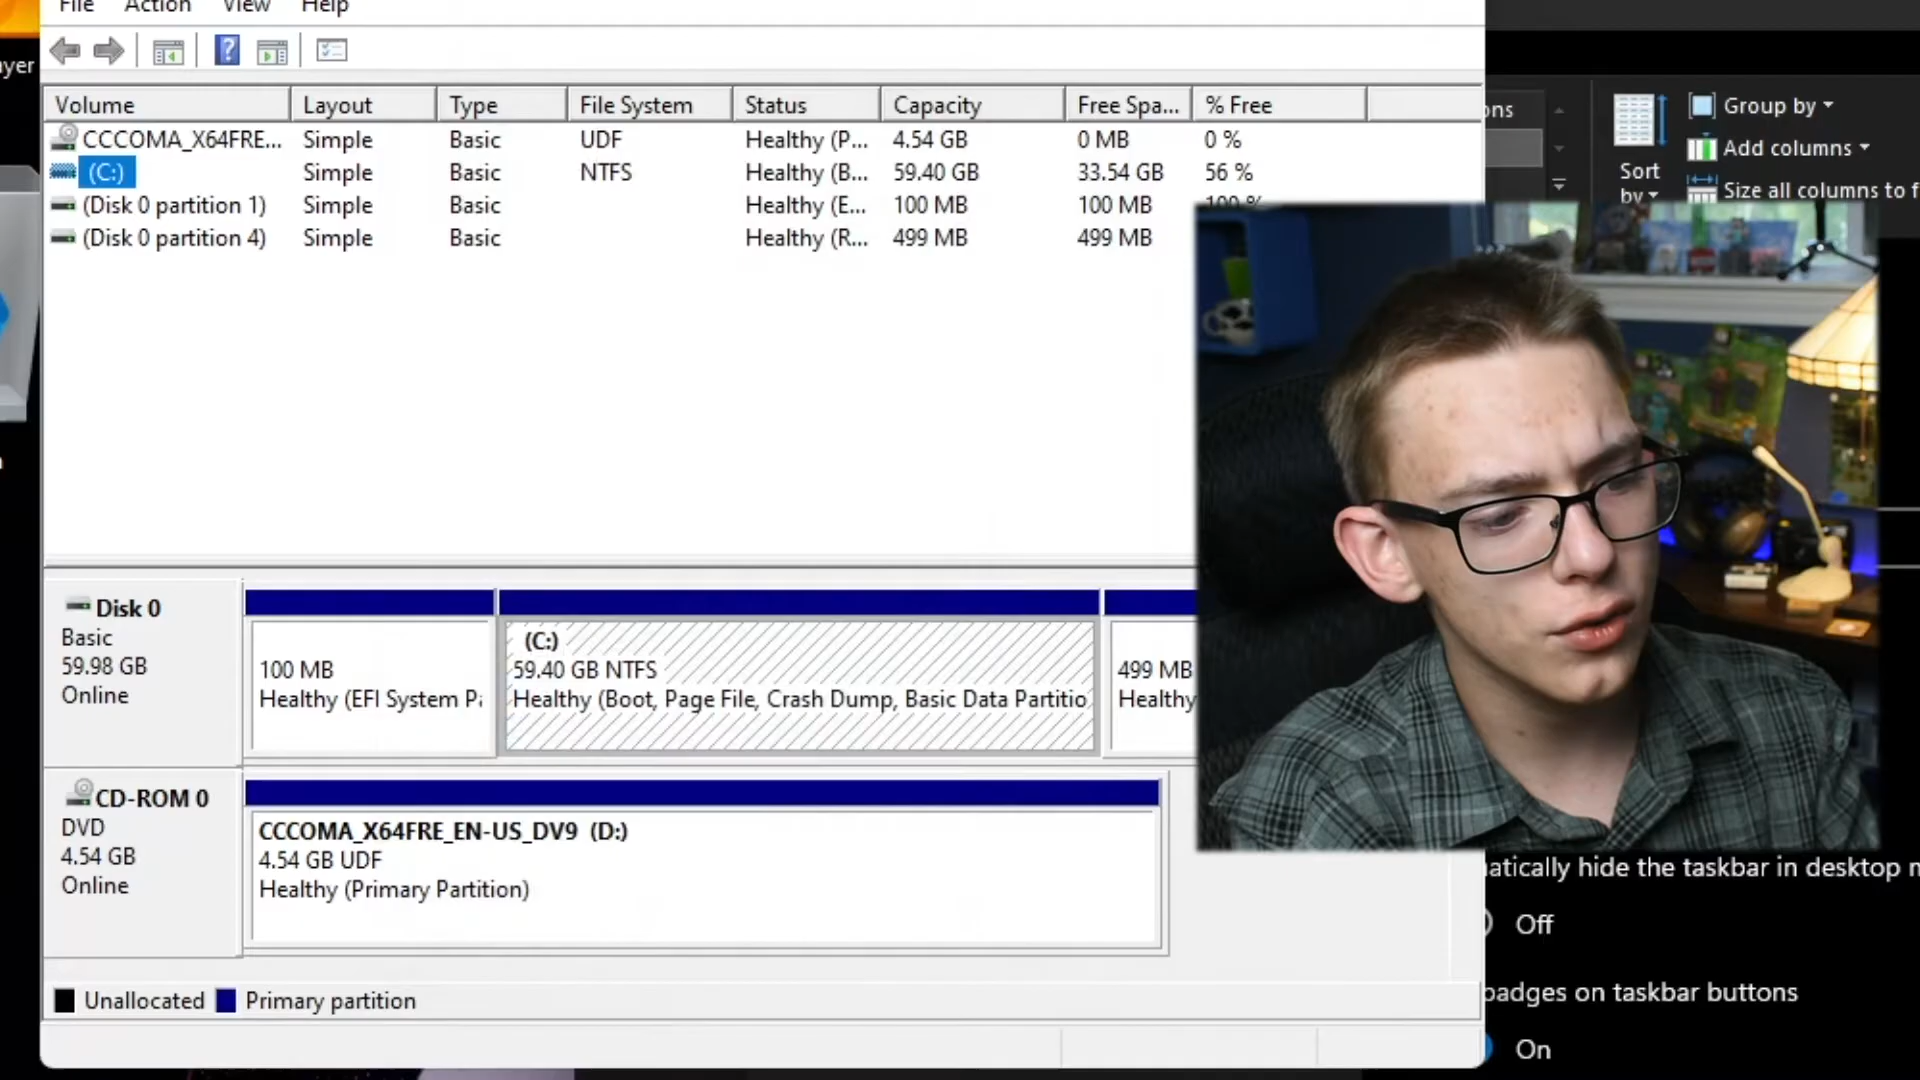 File Action View Help
ayer
Volume Layout Type File System Status Capacity Free Spa... % Free
CCCOMA_X64FRE... Simple Basic UDF Healthy (P... 4.54 GB 0 MB 0 %
(C:) Simple Basic NTFS Healthy (B... 59.40 GB 33.54 GB 56 %
(Disk 0 partition 1) Simple Basic Healthy (E... 100 MB 100 MB 100 %
(Disk 0 partition 4) Simple Basic Healthy (R... 499 MB 499 MB
ons
Group by
Add columns
Sort
by
Size all columns to f
Disk 0
Basic
59.98 GB
Online
100 MB
Healthy (EFI System Pa
(C:)
59.40 GB NTFS
Healthy (Boot, Page File, Crash Dump, Basic Data Partitio
499 MB
Healthy
CD-ROM 0
DVD
4.54 GB
Online
CCCOMA_X64FRE_EN-US_DV9 (D:)
4.54 GB UDF
Healthy (Primary Partition)
Unallocated Primary partition
atically hide the taskbar in desktop m
Off
badges on taskbar buttons
On